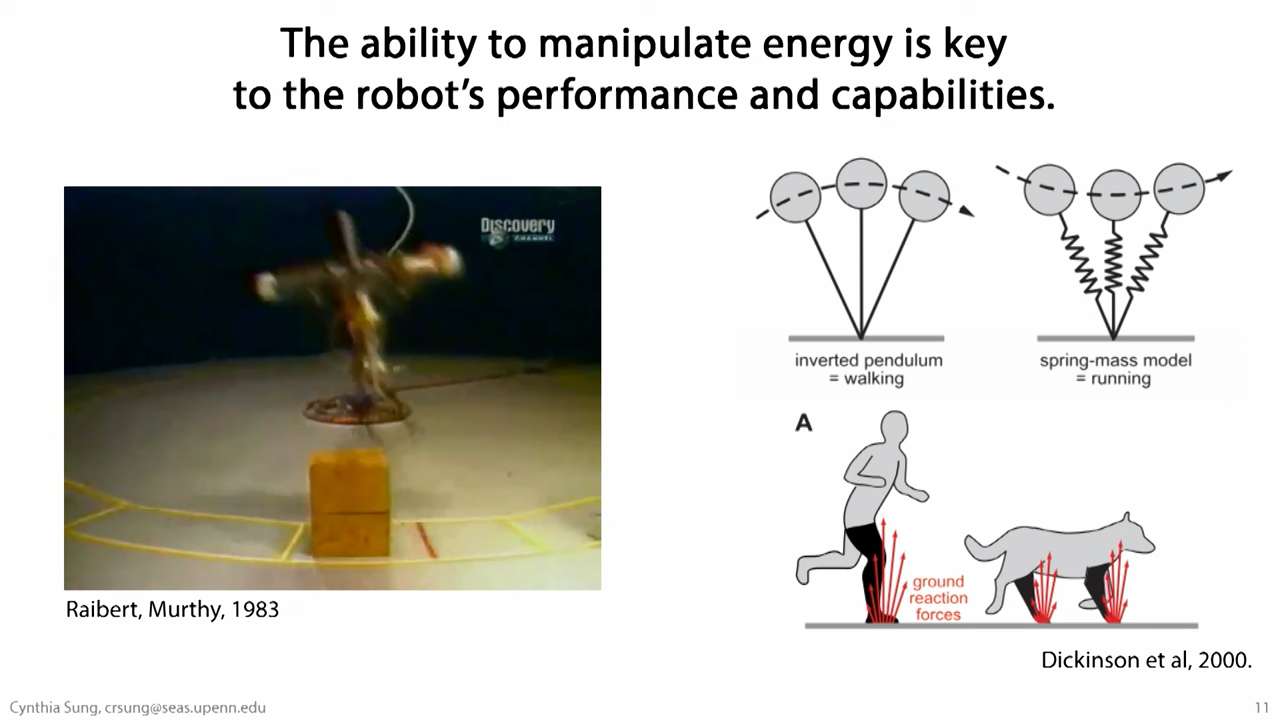 The ability to manipulate energy is key
to the robot's performance and capabilities.
Discovery
CHANNEL
Raibert, Murthy, 1983
inverted pendulum
= walking
spring-mass model
= running
A
ground
reaction
forces
Dickinson et al, 2000.
Cynthia Sung, crsung@seas.upenn.edu
11